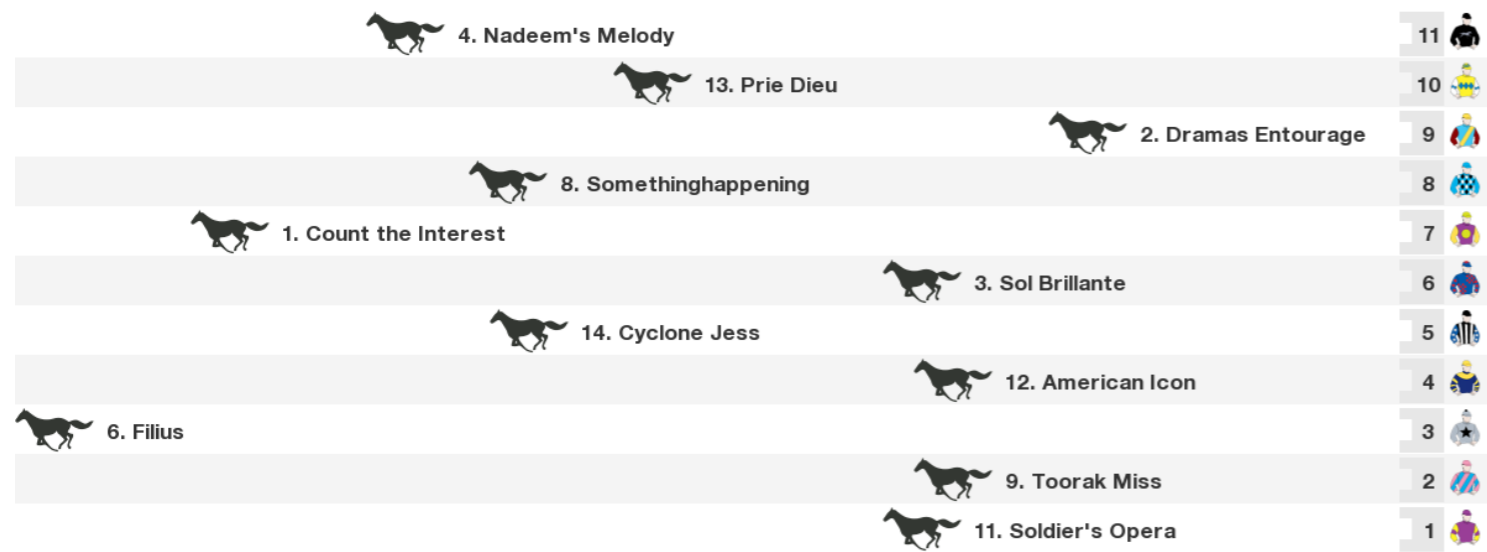 4. Nadeem's Melody 11
13. Prie Dieu 10
2. Dramas Entourage 9
8. Somethinghappening 8
1. Count the Interest 7
3. Sol Brillante 6
14. Cyclone Jess 5
12. American Icon 4
6. Filius 3
9. Toorak Miss 2
11. Soldier's Opera 1